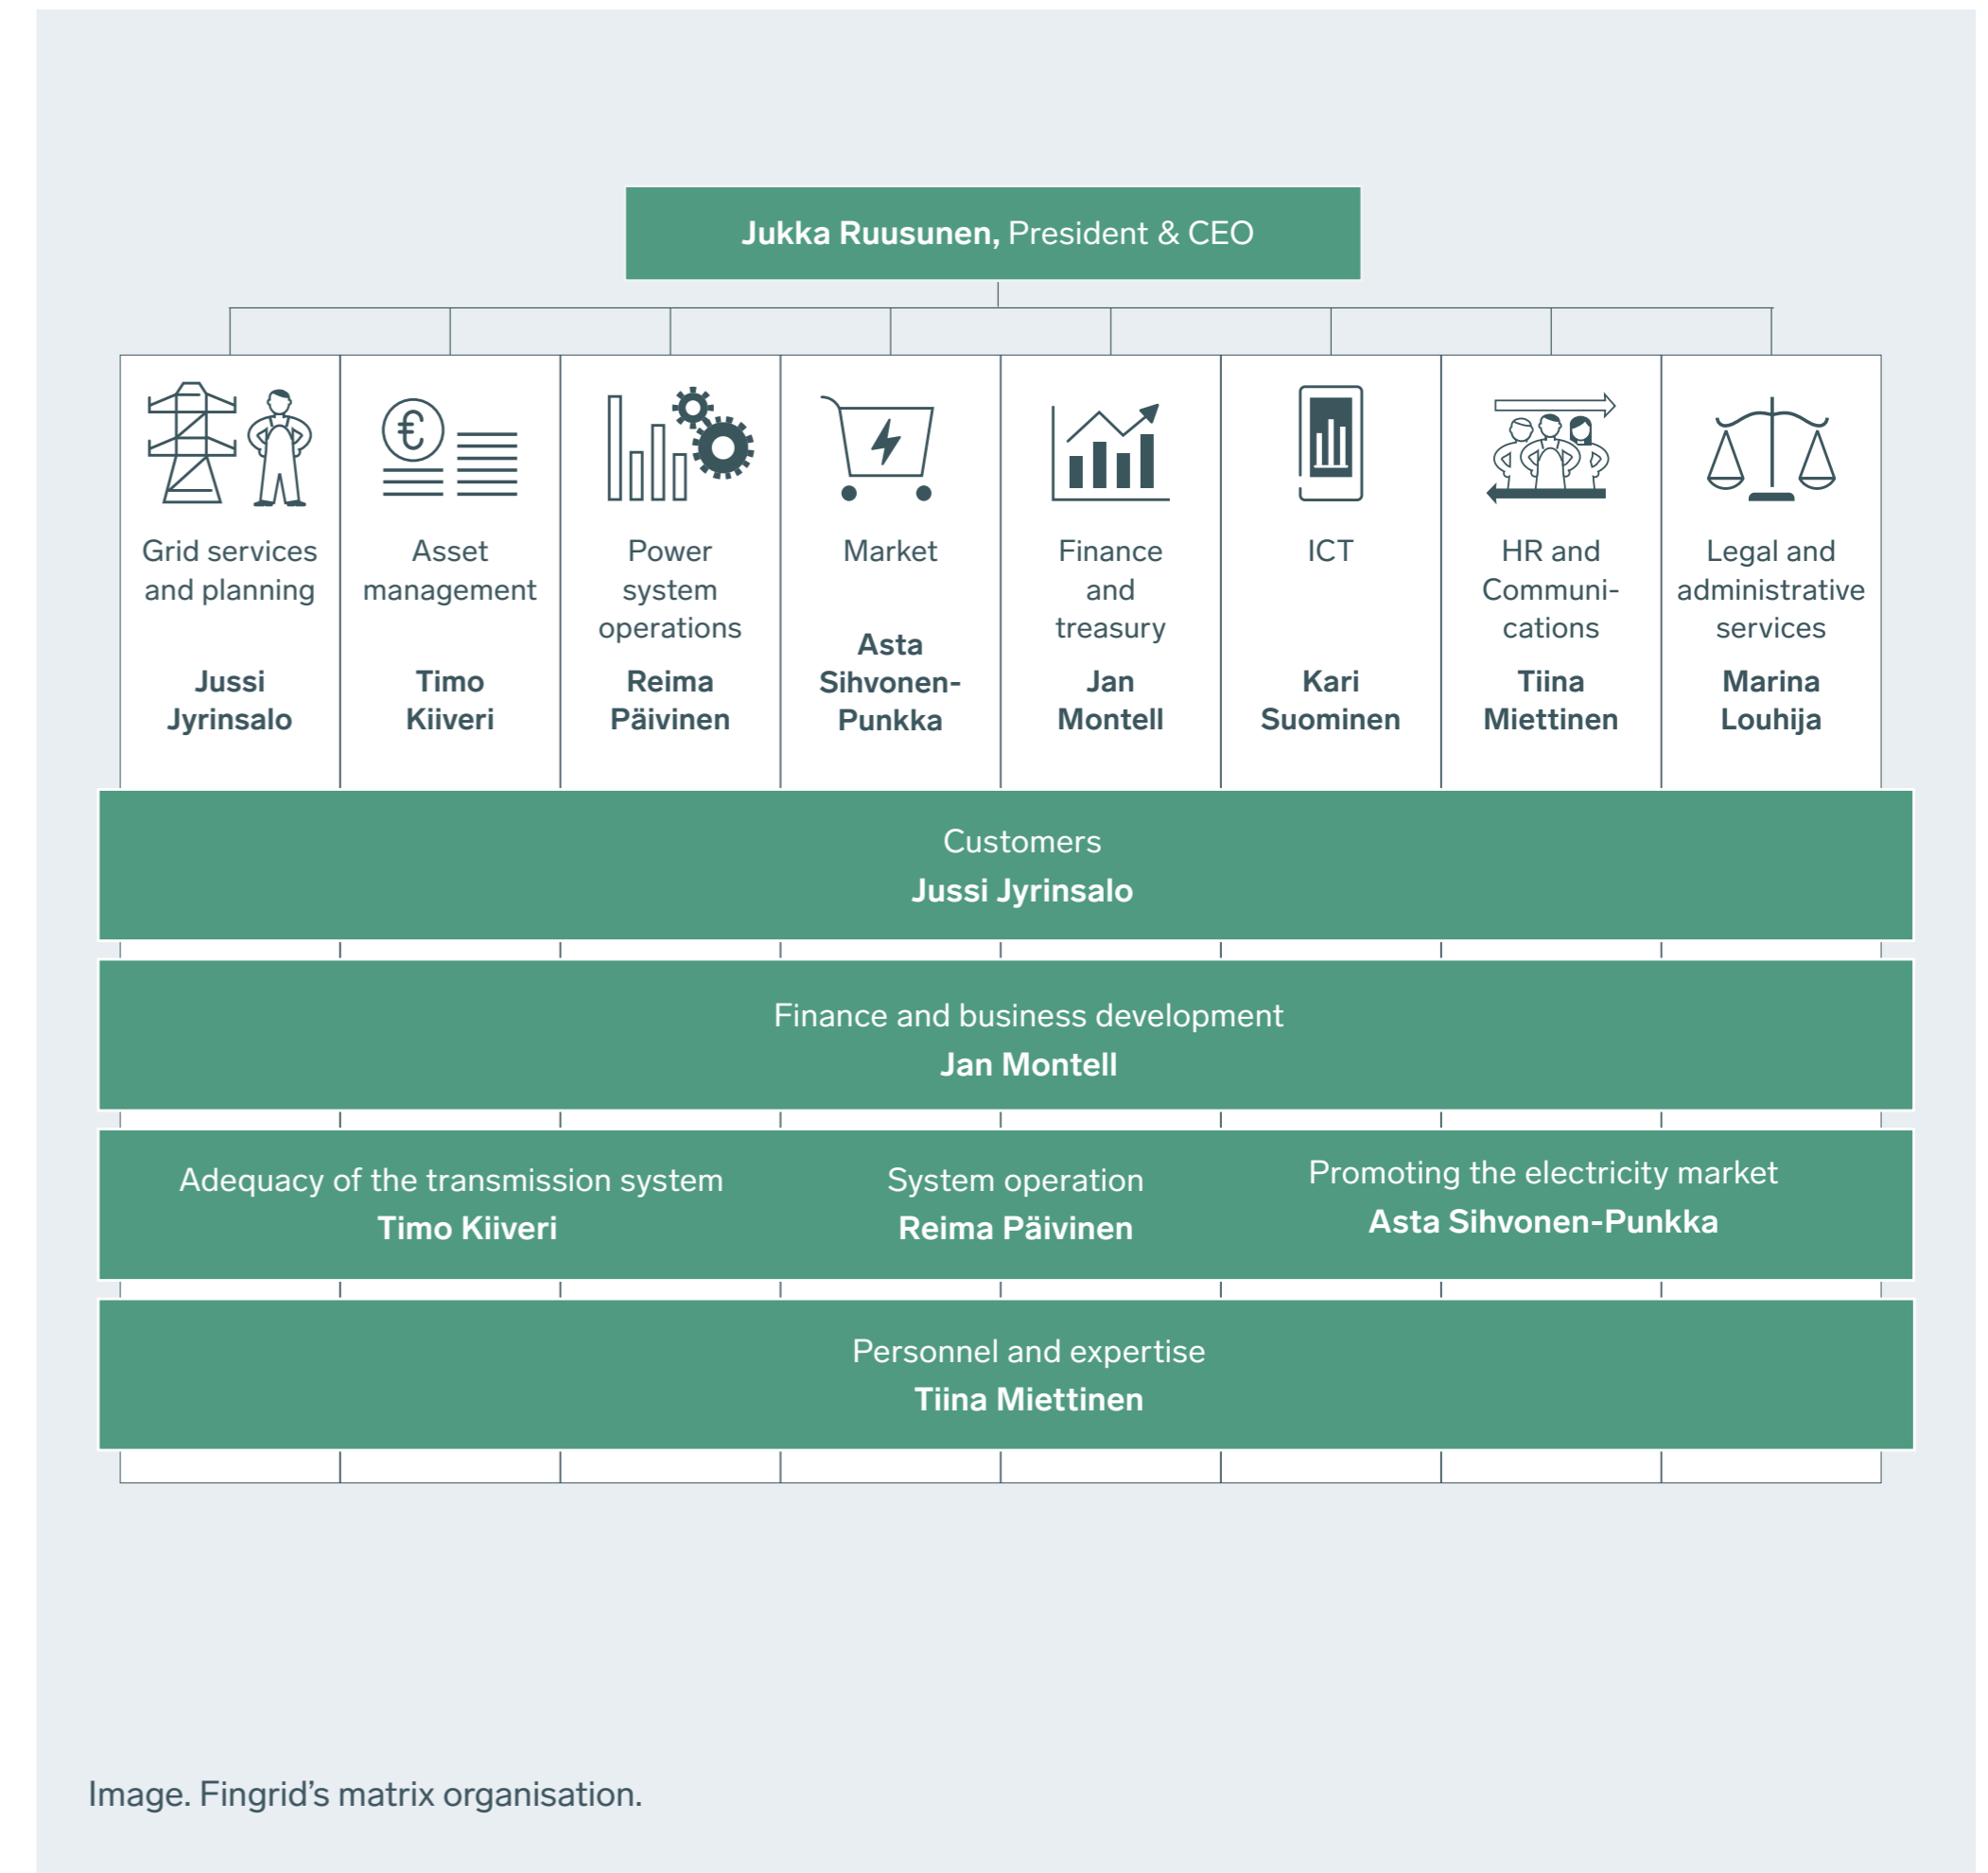 Jukka Ruusunen, President & CEO
Grid services
and planning
Jussi
Jyrinsalo
Asset
management
Timo
Kiiveri
Power
system
operations
Reima
Päivinen
Market
Asta
Sihvonen-
Punkka
Finance
and
treasury
Jan
Montell
ICT
Kari
Suominen
HR and
Communi-
cations
Tiina
Miettinen
Legal and
administrative
services
Marina
Louhija
Customers
Jussi Jyrinsalo
Finance and business development
Jan Montell
Adequacy of the transmission system
Timo Kiiveri
System operation
Reima Päivinen
Promoting the electricity market
Asta Sihvonen-Punkka
Personnel and expertise
Tiina Miettinen
Image. Fingrid’s matrix organisation.